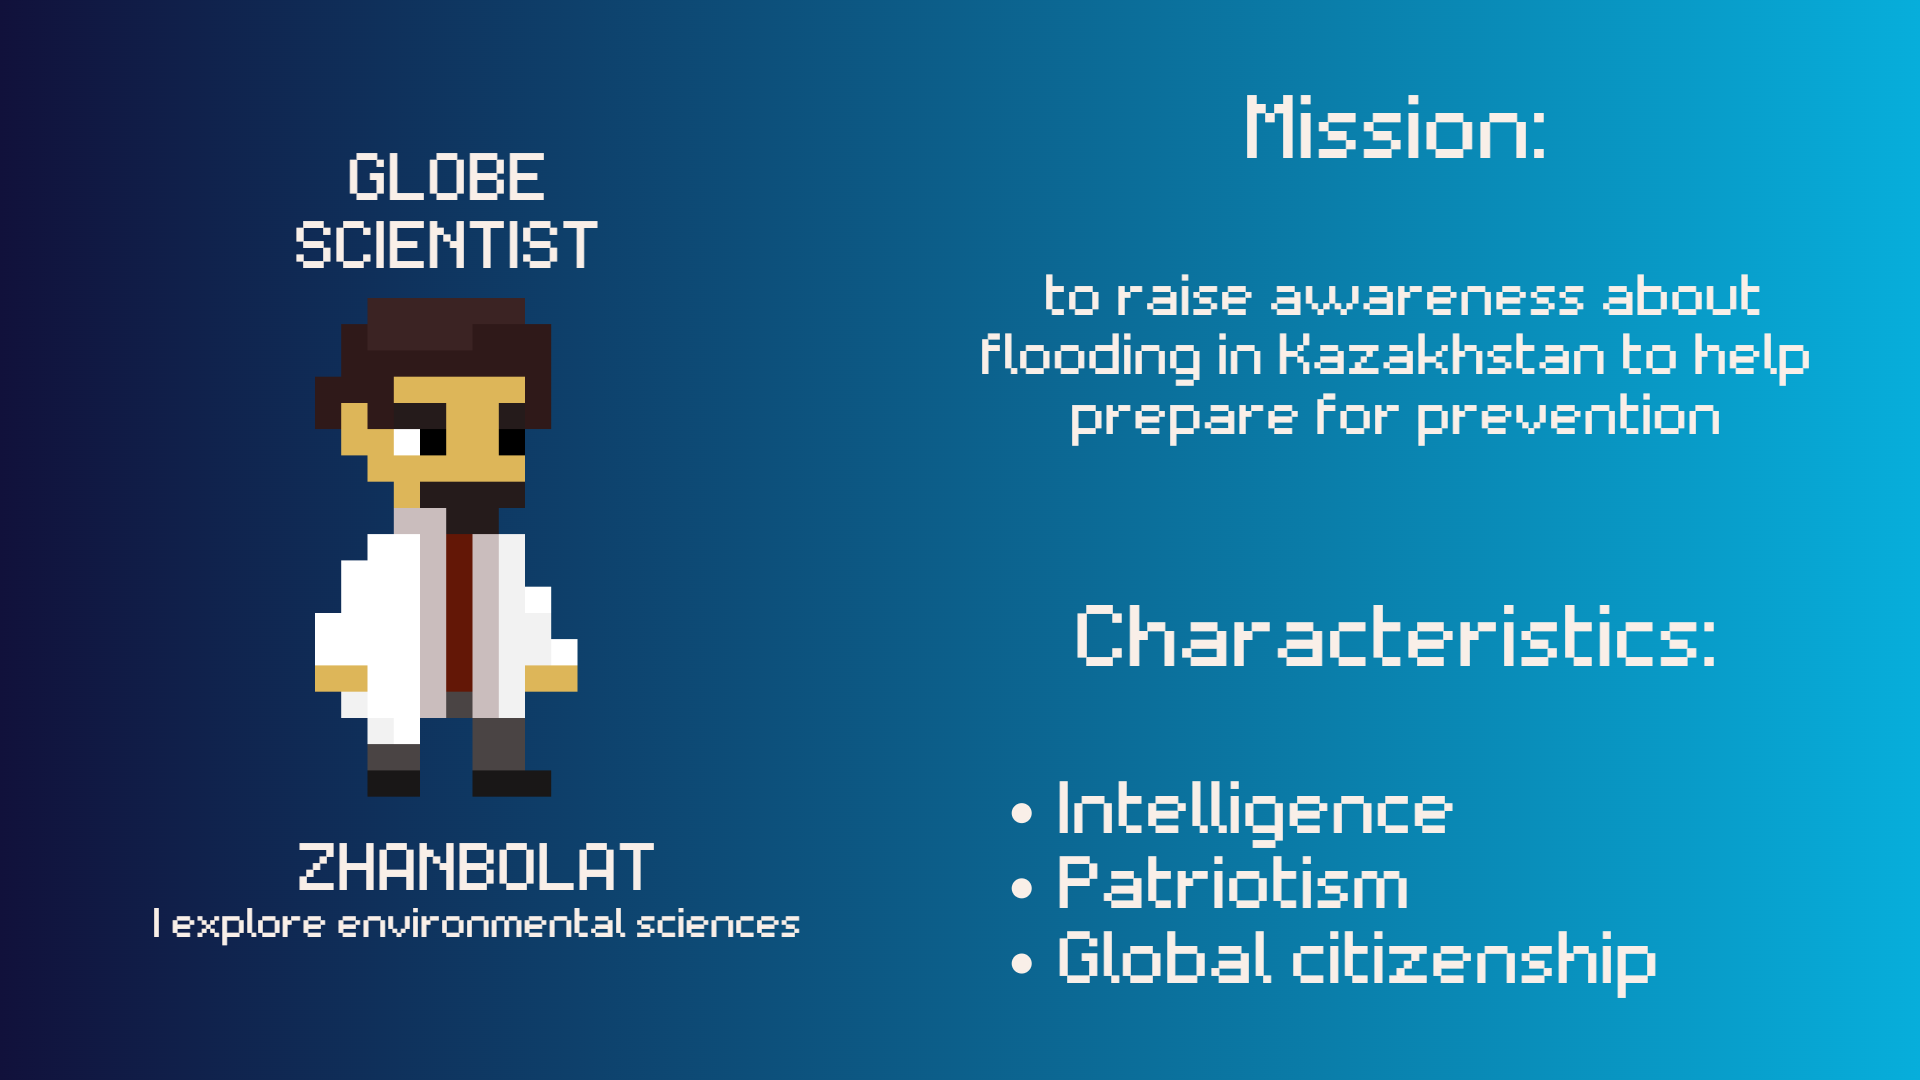 GLOBE
SCIENTIST
ZHANBOLAT
I explore environmental sciences
Mission:
to raise awareness about
flooding in Kazakhstan to help
prepare for prevention
Characteristics:
• Intelligence
• Patriotism
• Global citizenship